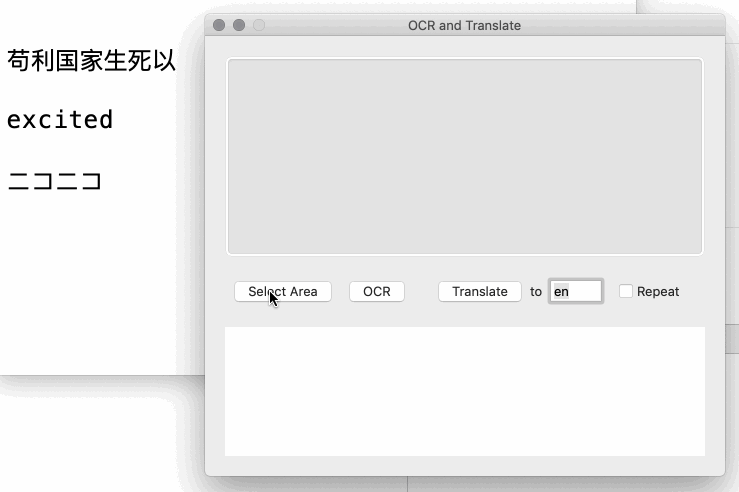 OCR and Translate
苟利国家生死以
excited
ニコニコ
Select Area
OCR
Translate
to
en
Repeat